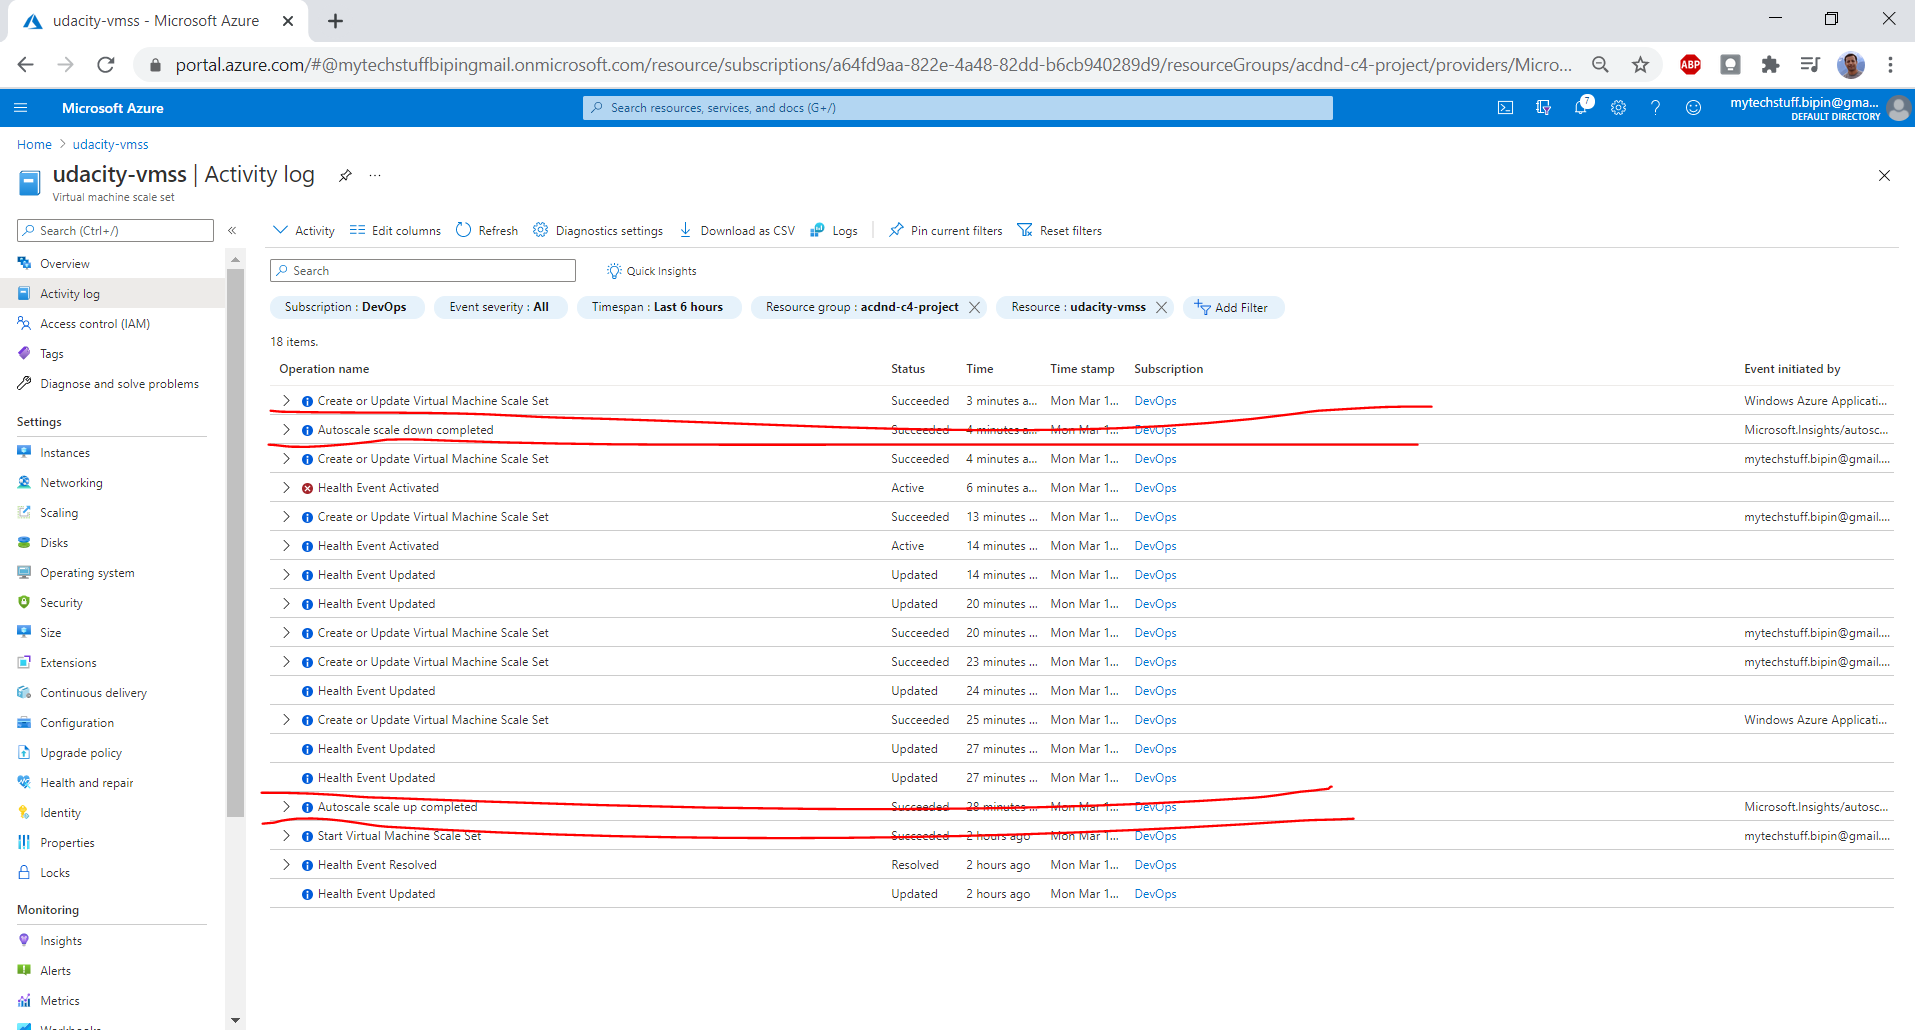 udacity-vmss - Microsoft Azure
portal.azure.com/#@mytechstuffbipingmail.onmicrosoft.com/resource/subscriptions/a64fd9aa-822e-4a48-82dd-b6cb940289d9/resourceGroups/acdnd-c4-project/providers/Micro...
ABP
Microsoft Azure
Search resources, services, and docs (G+/)
7
mytechstuff.bipin@gma...
DEFAULT DIRECTORY
Home > udacity-vmss
udacity-vmss | Activity log
Virtual machine scale set
Search (Ctrl+/)
Overview
Activity log
Access control (IAM)
Tags
Diagnose and solve problems
Settings
Instances
Networking
Scaling
Disks
Operating system
Security
Size
Extensions
Continuous delivery
Configuration
Upgrade policy
Health and repair
Identity
Properties
Locks
Monitoring
Insights
Alerts
Metrics
Workbooks
Activity Edit columns Refresh Diagnostics settings Download as CSV Logs Pin current filters Reset filters
Search Quick Insights
Subscription : DevOps Event severity : All Timespan : Last 6 hours Resource group : acdnd-c4-project Resource : udacity-vmss Add Filter
18 items.
Operation name Status Time Time stamp Subscription Event initiated by
Create or Update Virtual Machine Scale Set Succeeded 3 minutes a... Mon Mar 1... DevOps Windows Azure Applicati...
Autoscale scale down completed Succeeded 4 minutes a... Mon Mar 1... DevOps Microsoft.Insights/autosc...
Create or Update Virtual Machine Scale Set Succeeded 4 minutes a... Mon Mar 1... DevOps mytechstuff.bipin@gmail....
Health Event Activated Active 6 minutes a... Mon Mar 1... DevOps
Create or Update Virtual Machine Scale Set Succeeded 13 minutes ... Mon Mar 1... DevOps mytechstuff.bipin@gmail....
Health Event Activated Active 14 minutes ... Mon Mar 1... DevOps
Health Event Updated Updated 14 minutes ... Mon Mar 1... DevOps
Health Event Updated Updated 20 minutes ... Mon Mar 1... DevOps
Create or Update Virtual Machine Scale Set Succeeded 20 minutes ... Mon Mar 1... DevOps mytechstuff.bipin@gmail....
Create or Update Virtual Machine Scale Set Succeeded 23 minutes ... Mon Mar 1... DevOps mytechstuff.bipin@gmail....
Health Event Updated Updated 24 minutes ... Mon Mar 1... DevOps
Create or Update Virtual Machine Scale Set Succeeded 25 minutes ... Mon Mar 1... DevOps Windows Azure Applicati...
Health Event Updated Updated 27 minutes ... Mon Mar 1... DevOps
Health Event Updated Updated 27 minutes ... Mon Mar 1... DevOps
Autoscale scale up completed Succeeded 28 minutes ... Mon Mar 1... DevOps Microsoft.Insights/autosc...
Start Virtual Machine Scale Set Succeeded 2 hours ago Mon Mar 1... DevOps mytechstuff.bipin@gmail....
Health Event Resolved Resolved 2 hours ago Mon Mar 1... DevOps
Health Event Updated Updated 2 hours ago Mon Mar 1... DevOps